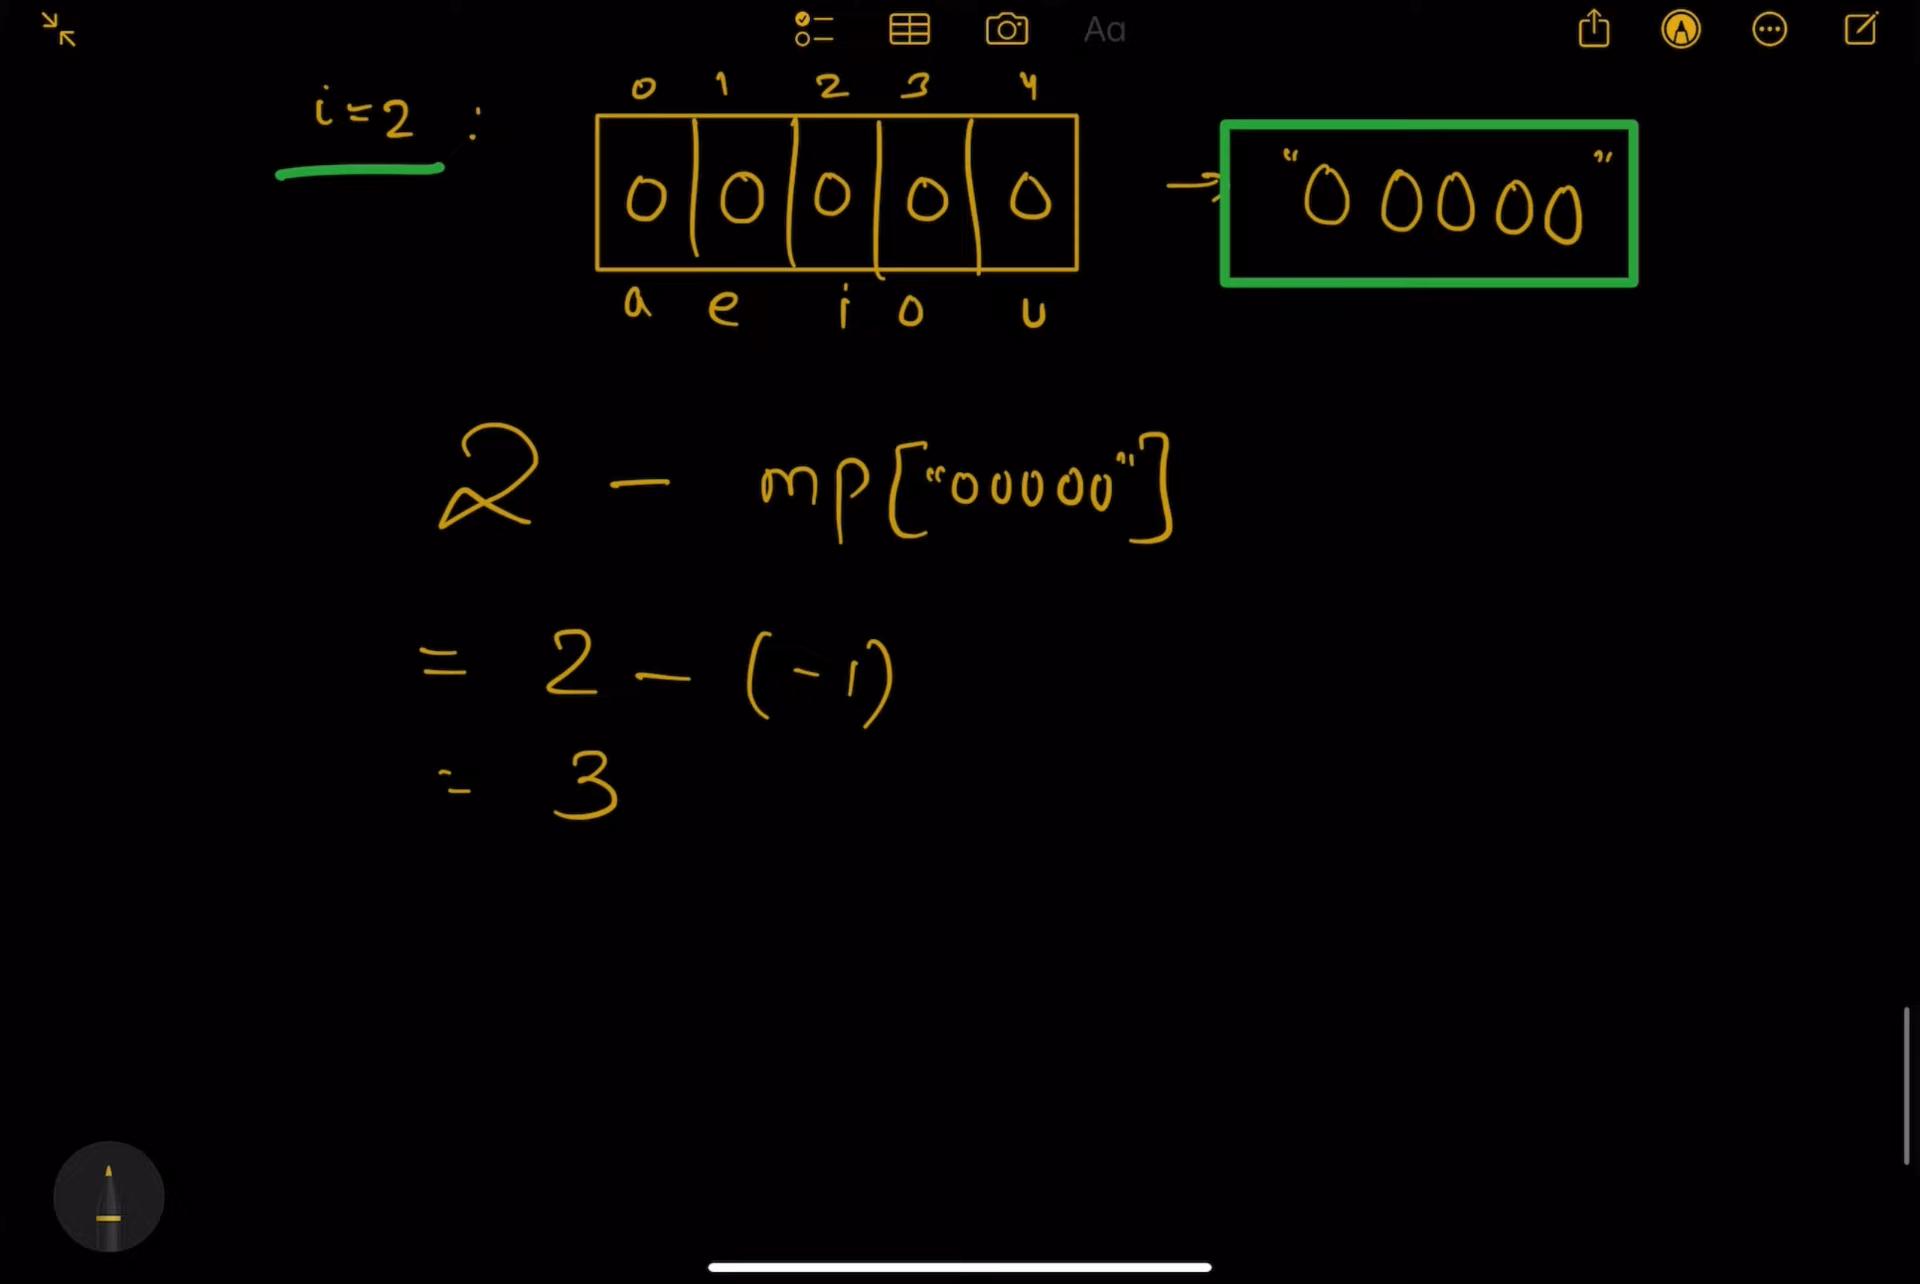 Aa
0 1 2 3 4
i=2 : 0 0 0 0 0 → "00000"
a e i o u
2 - mp["00000"]
= 2 - (-1)
= 3